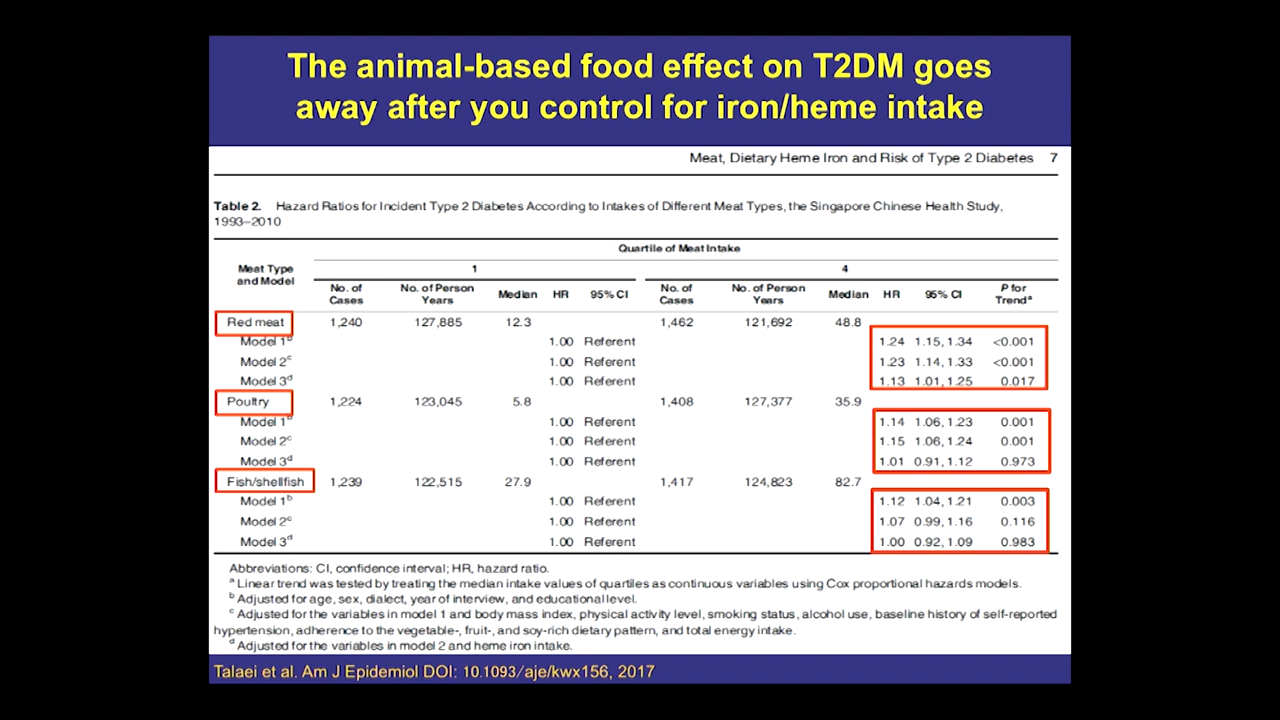 The animal-based food effect on T2DM goes
away after you control for iron/heme intake
Meat, Dietary Heme Iron and Risk of Type 2 Diabetes 7
Table 2. Hazard Ratios for Incident Type 2 Diabetes According to Intakes of Different Meat Types, the Singapore Chinese Health Study,
1993–2010
Quartile of Meat Intake
Meat Type and Model
1
4
No. of Cases No. of Person Years Median HR 95% CI No. of Cases No. of Person Years Median HR 95% CI P for Trendᵃ
Red meat 1,240 127,885 12.3 1,462 121,692 48.8
Model 1ᵇ 1.00 Referent 1.24 1.15, 1.34 <0.001
Model 2ᶜ 1.00 Referent 1.23 1.14, 1.33 <0.001
Model 3ᵈ 1.00 Referent 1.13 1.01, 1.25 0.017
Poultry 1,224 123,045 5.8 1,408 127,377 35.9
Model 1ᵇ 1.00 Referent 1.14 1.06, 1.23 0.001
Model 2ᶜ 1.00 Referent 1.15 1.06, 1.24 0.001
Model 3ᵈ 1.00 Referent 1.01 0.91, 1.12 0.973
Fish/shellfish 1,239 122,515 27.9 1,417 124,823 82.7
Model 1ᵇ 1.00 Referent 1.12 1.04, 1.21 0.003
Model 2ᶜ 1.00 Referent 1.07 0.99, 1.16 0.116
Model 3ᵈ 1.00 Referent 1.00 0.92, 1.09 0.983
Abbreviations: CI, confidence interval; HR, hazard ratio.
ᵃ Linear trend was tested by treating the median intake values of quartiles as continuous variables using Cox proportional hazards models.
ᵇ Adjusted for age, sex, dialect, year of interview, and educational level.
ᶜ Adjusted for the variables in model 1 and body mass index, physical activity level, smoking status, alcohol use, baseline history of self-reported
hypertension, adherence to the vegetable-, fruit-, and soy-rich dietary pattern, and total energy intake.
ᵈ Adjusted for the variables in model 2 and heme iron intake.
Talaei et al. Am J Epidemiol DOI: 10.1093/aje/kwx156, 2017